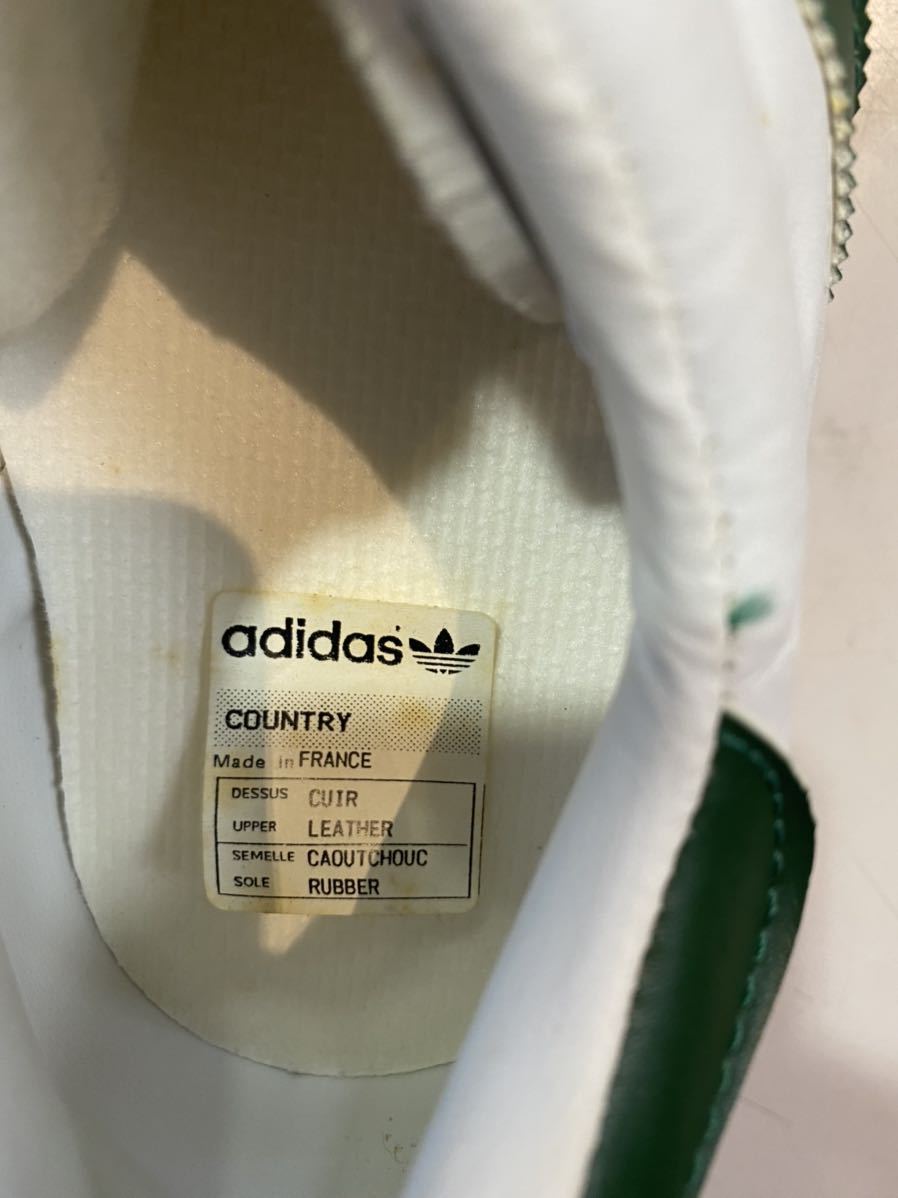 adidas
COUNTRY
Made in FRANCE
DESSUS CUIR
UPPER LEATHER
SEMELLE CAOUTCHOUC
SOLE RUBBER